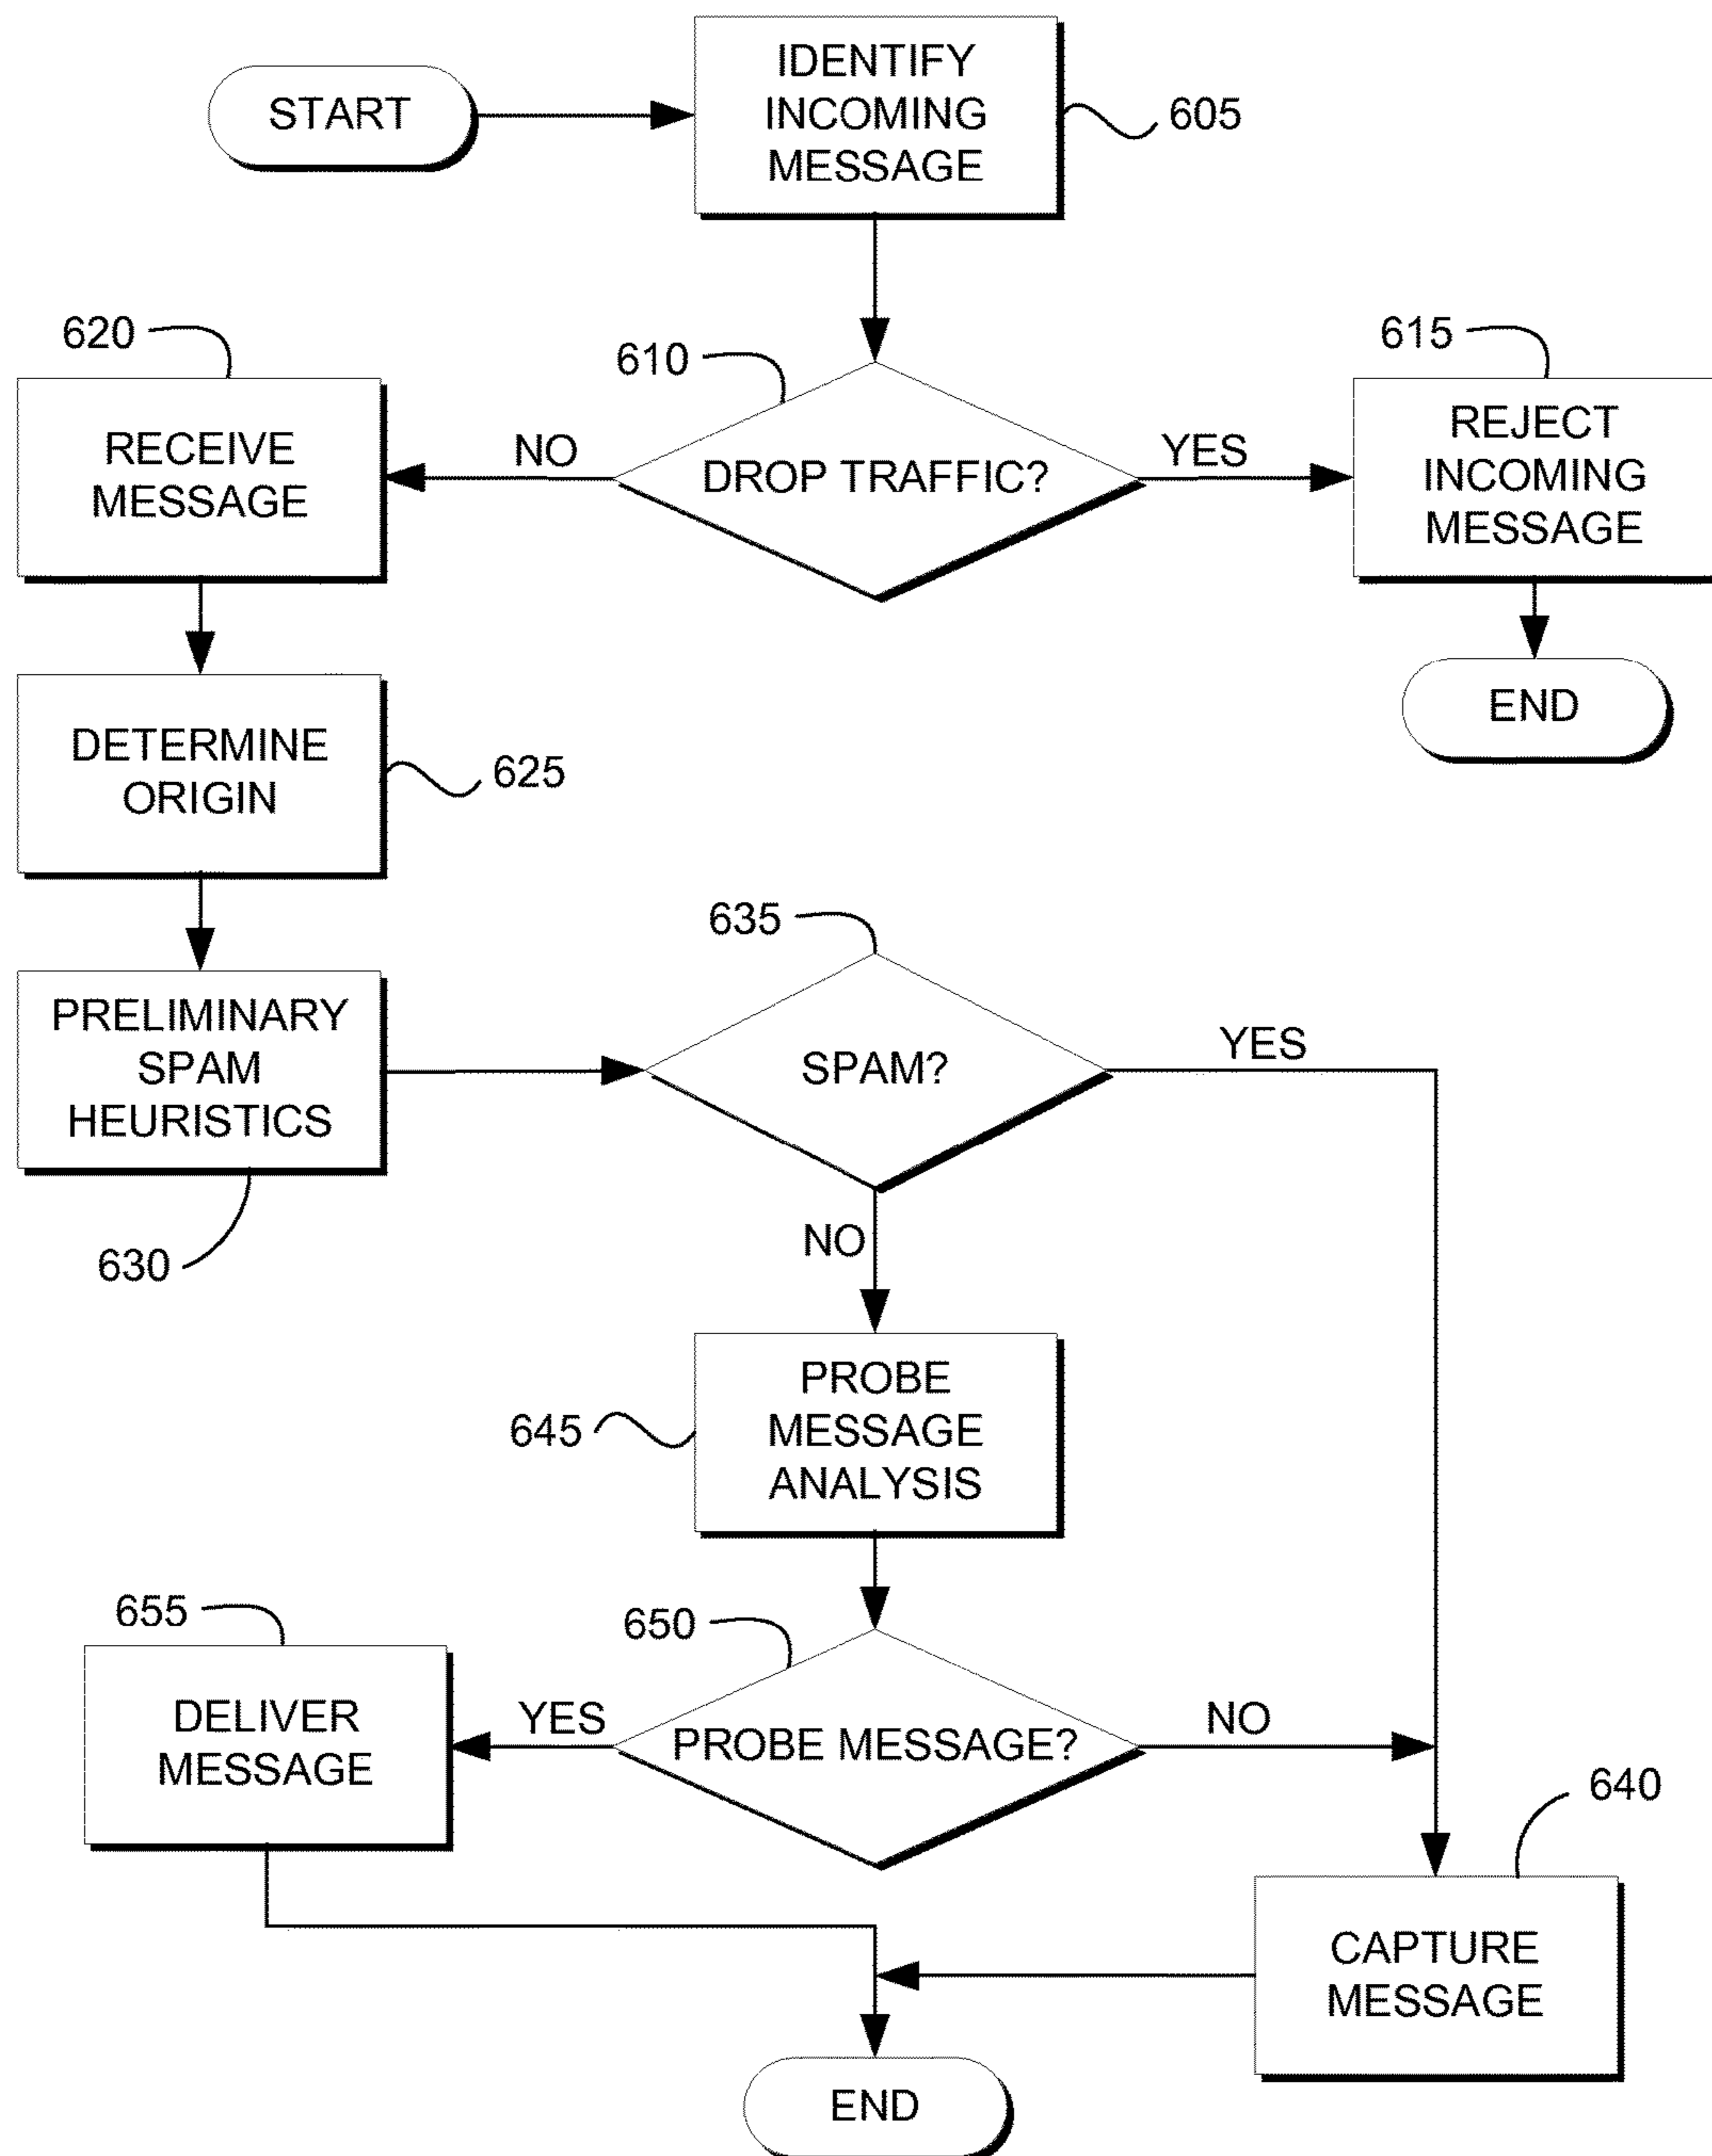 START
IDENTIFY
INCOMING
MESSAGE
605
620
610
615
RECEIVE
MESSAGE
NO
DROP TRAFFIC?
YES
REJECT
INCOMING
MESSAGE
DETERMINE
ORIGIN
625
END
635
PRELIMINARY
SPAM
HEURISTICS
630
SPAM?
YES
NO
PROBE
MESSAGE
ANALYSIS
645
655
650
DELIVER
MESSAGE
YES
PROBE MESSAGE?
NO
640
CAPTURE
MESSAGE
END